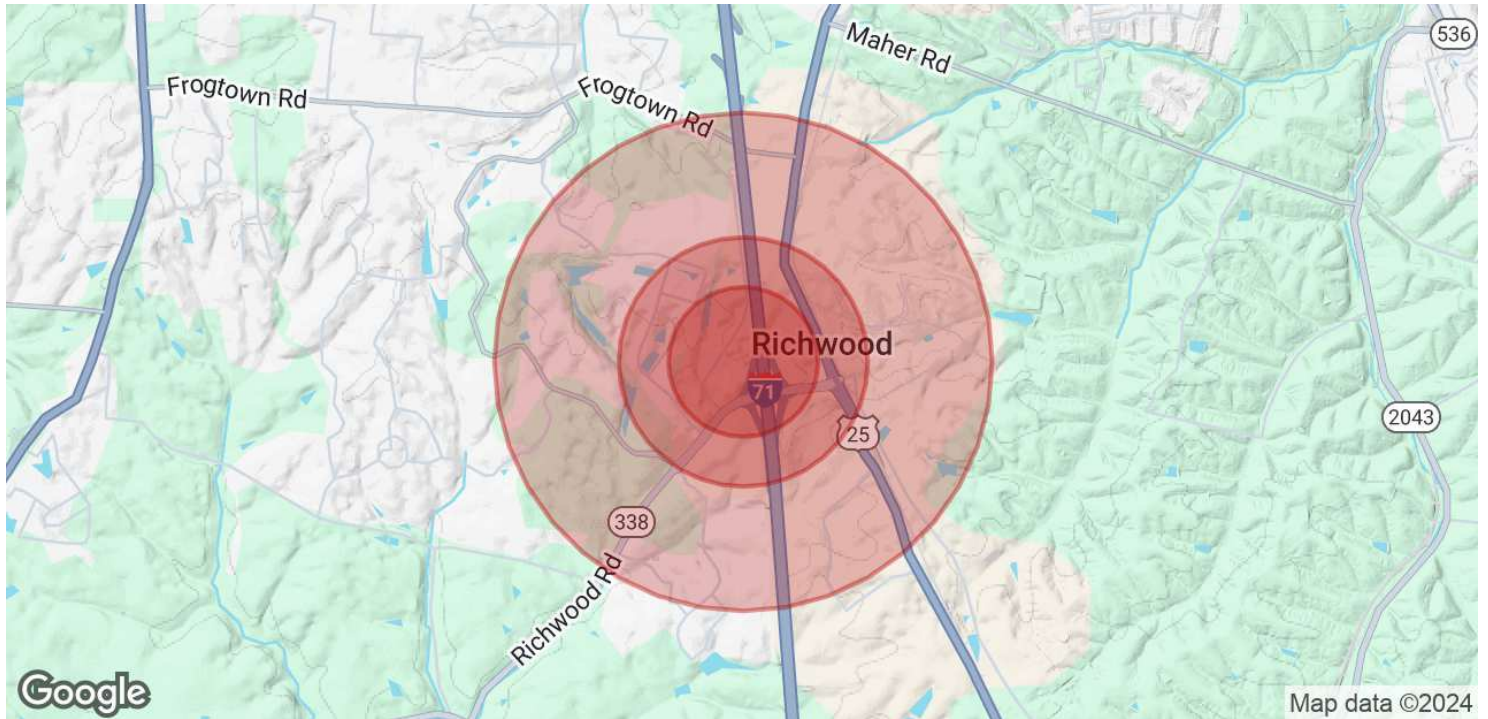 Maher Rd
536
Frogtown Rd
Frogtown Rd
Richwood
71
25
2043
338
Richwood Rd
Google
Map data ©2024